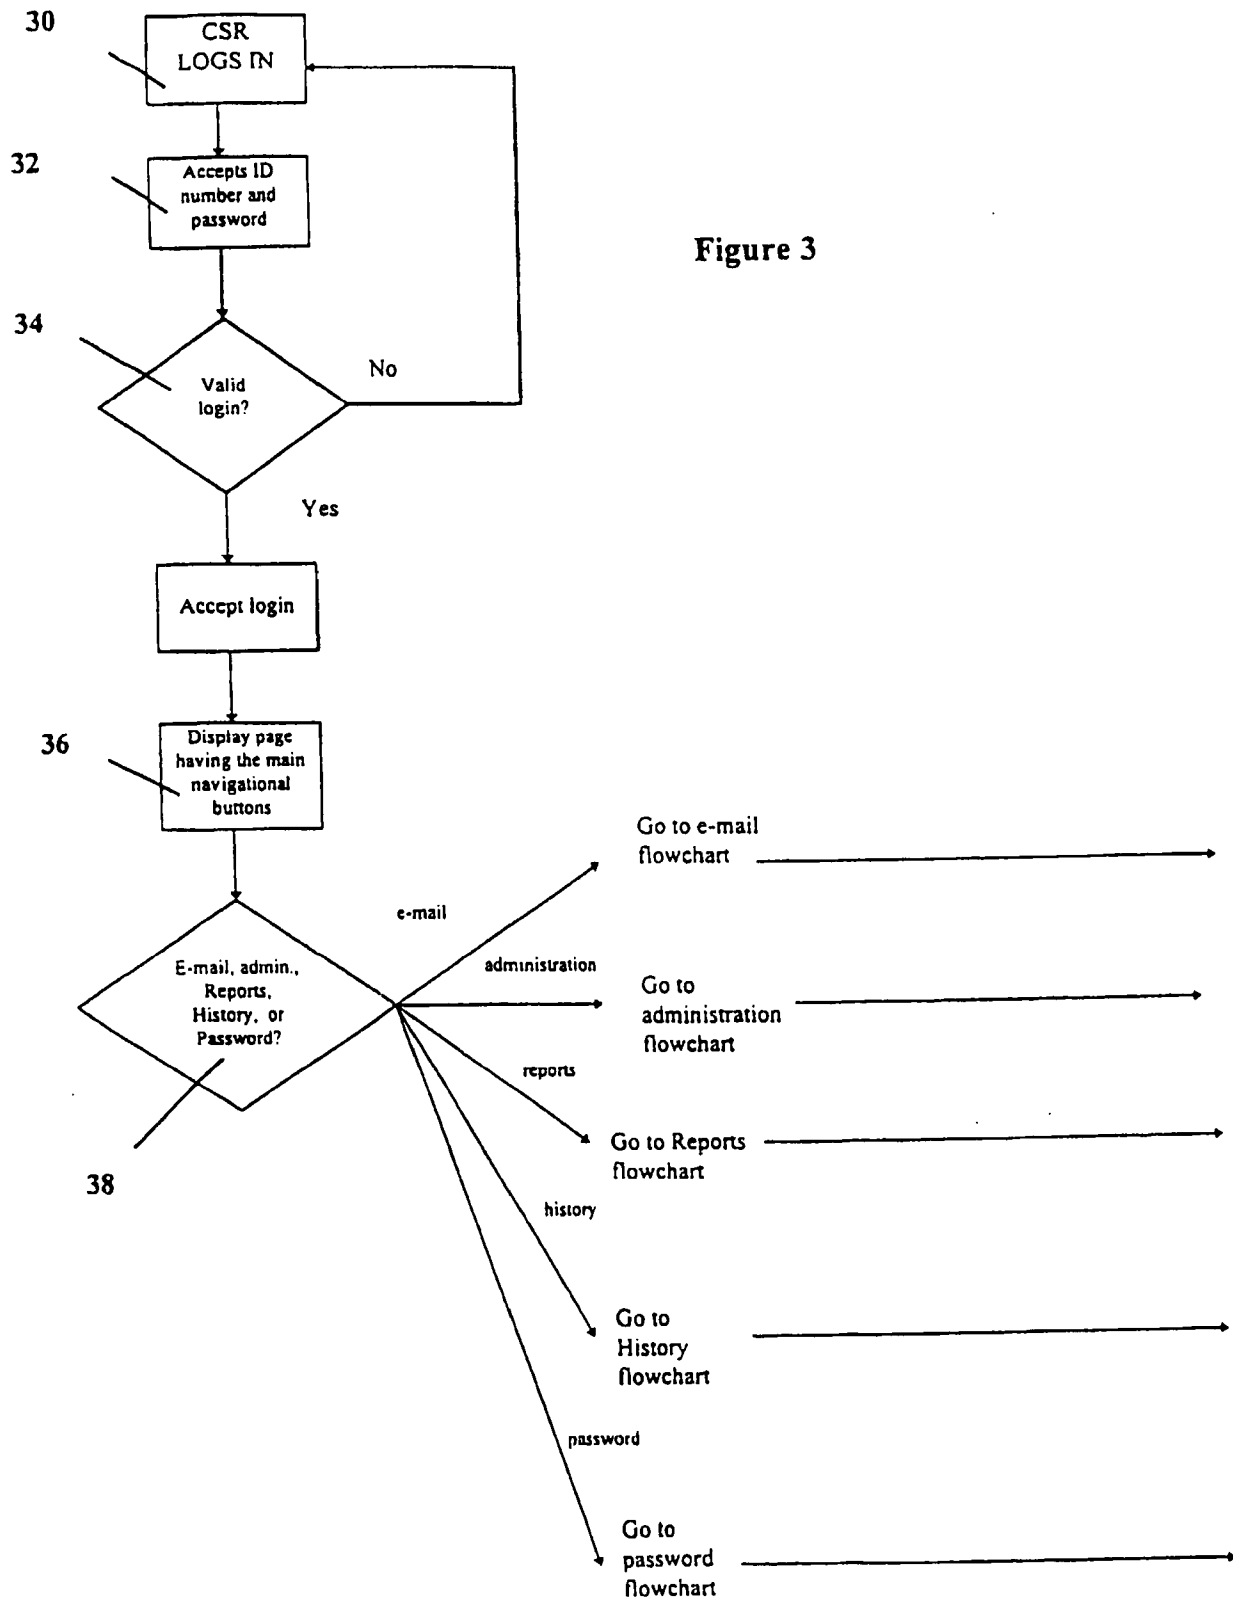 30
CSR
LOGS IN
32
Accepts ID
number and
password
Figure 3
34
Valid
login?
No
Yes
Accept login
36
Display page
having the main
navigational
buttons
E-mail, admin.,
Reports,
History, or
Password?
38
e-mail
Go to e-mail
flowchart
administration
Go to
administration
flowchart
reports
Go to Reports
flowchart
history
Go to
History
flowchart
password
Go to
password
flowchart